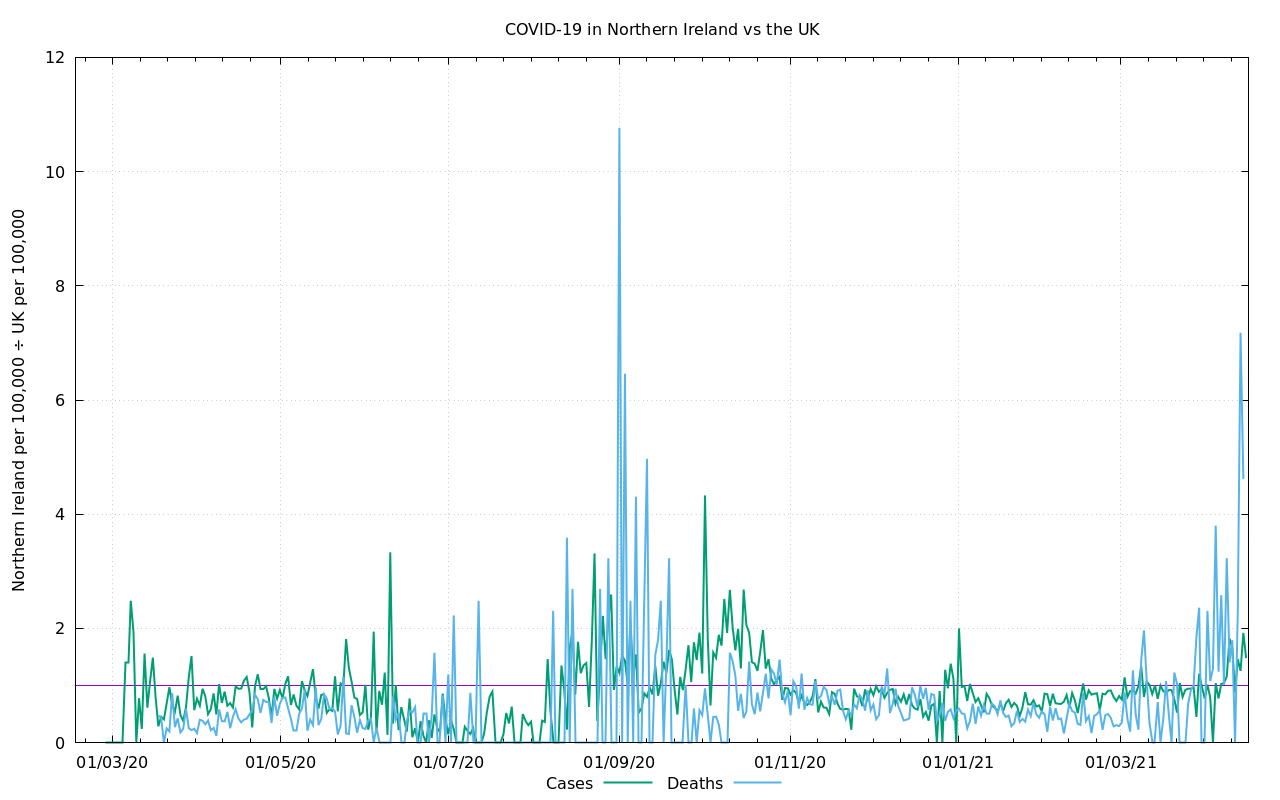 COVID-19 in Northern Ireland vs the UK
Northern Ireland per 100,000 ÷ UK per 100,000
12
10
8
6
4
2
0
01/03/20 01/05/20 01/07/20 01/09/20 01/11/20 01/01/21 01/03/21
Cases Deaths